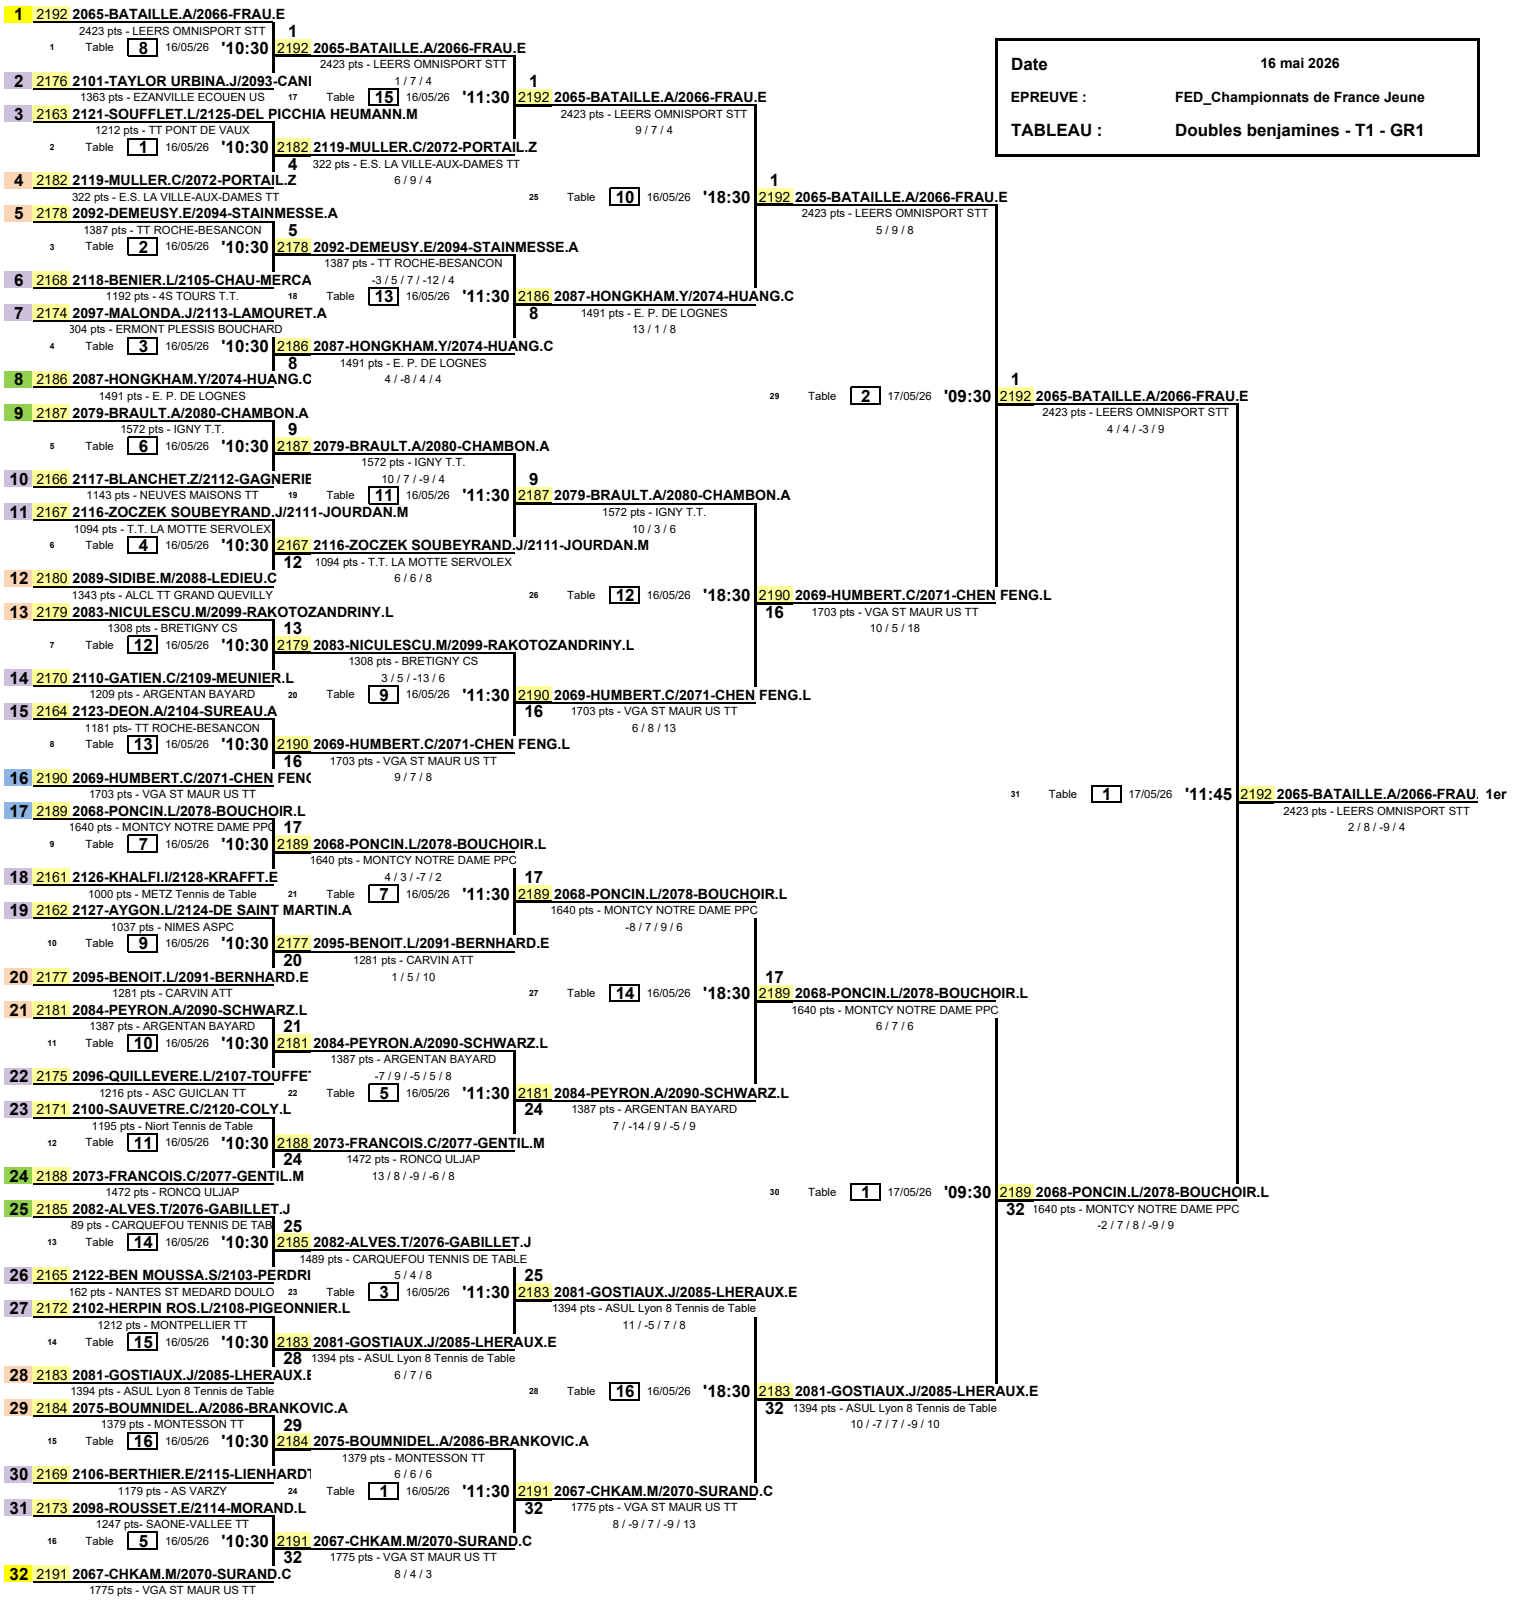 Date 16 mai 2026
EPREUVE : FED_Championnats de France Jeune
TABLEAU : Doubles benjamines - T1 - GR1
1 2192 2065-BATAILLE.A/2066-FRAU.E
2423 pts - LEERS OMNISPORT STT
1 Table 8 16/05/26 '10:30
2 2176 2101-TAYLOR URBINA.J/2093-CANI
1363 pts - EZANVILLE ECOUEN US
3 2163 2121-SOUFFLET.L/2125-DEL PICCHIA HEUMANN.M
1212 pts - TT PONT DE VAUX
2 Table 1 16/05/26 '10:30
4 2182 2119-MULLER.C/2072-PORTAIL.Z
322 pts - E.S. LA VILLE-AUX-DAMES TT
5 2178 2092-DEMEUSY.E/2094-STAINMESSE.A
1387 pts - TT ROCHE-BESANCON
3 Table 2 16/05/26 '10:30
6 2168 2118-BENIER.L/2105-CHAU-MERCA
1192 pts - 4S TOURS T.T.
7 2174 2097-MALONDA.J/2113-LAMOURET.A
304 pts - ERMONT PLESSIS BOUCHARD
4 Table 3 16/05/26 '10:30
8 2186 2087-HONGKHAM.Y/2074-HUANG.C
1491 pts - E. P. DE LOGNES
9 2187 2079-BRAULT.A/2080-CHAMBON.A
1572 pts - IGNY T.T.
5 Table 6 16/05/26 '10:30
10 2166 2117-BLANCHET.Z/2112-GAGNERIE
1143 pts - NEUVES MAISONS TT
11 2167 2116-ZOCZEK SOUBEYRAND.J/2111-JOURDAN.M
1094 pts - T.T. LA MOTTE SERVOLEX
6 Table 4 16/05/26 '10:30
12 2180 2089-SIDIBE.M/2088-LEDIEU.C
1343 pts - ALCL TT GRAND QUEVILLY
13 2179 2083-NICULESCU.M/2099-RAKOTOZANDRINY.L
1308 pts - BRETIGNY CS
7 Table 12 16/05/26 '10:30
14 2170 2110-GATIEN.C/2109-MEUNIER.L
1209 pts - ARGENTAN BAYARD
15 2164 2123-DEON.A/2104-SUREAU.A
1181 pts- TT ROCHE-BESANCON
8 Table 13 16/05/26 '10:30
16 2190 2069-HUMBERT.C/2071-CHEN FENG
1703 pts - VGA ST MAUR US TT
17 2189 2068-PONCIN.L/2078-BOUCHOIR.L
1640 pts - MONTCY NOTRE DAME PPC
9 Table 7 16/05/26 '10:30
18 2161 2126-KHALFI.I/2128-KRAFFT.E
1000 pts - METZ Tennis de Table
19 2162 2127-AYGON.L/2124-DE SAINT MARTIN.A
1037 pts - NIMES ASPC
10 Table 9 16/05/26 '10:30
20 2177 2095-BENOIT.L/2091-BERNHARD.E
1281 pts - CARVIN ATT
21 2181 2084-PEYRON.A/2090-SCHWARZ.L
1387 pts - ARGENTAN BAYARD
11 Table 10 16/05/26 '10:30
22 2175 2096-QUILLEVERE.L/2107-TOUFFET
1216 pts - ASC GUICLAN TT
23 2171 2100-SAUVETRE.C/2120-COLY.L
1195 pts - Niort Tennis de Table
12 Table 11 16/05/26 '10:30
24 2188 2073-FRANCOIS.C/2077-GENTIL.M
1472 pts - RONCQ ULJAP
25 2185 2082-ALVES.T/2076-GABILLET.J
89 pts - CARQUEFOU TENNIS DE TAB
13 Table 14 16/05/26 '10:30
26 2165 2122-BEN MOUSSA.S/2103-PERDRI
162 pts - NANTES ST MEDARD DOULO
27 2172 2102-HERPIN ROS.L/2108-PIGEONNIER.L
1212 pts - MONTPELLIER TT
14 Table 15 16/05/26 '10:30
28 2183 2081-GOSTIAUX.J/2085-LHERAUX.E
1394 pts - ASUL Lyon 8 Tennis de Table
29 2184 2075-BOUMNIDEL.A/2086-BRANKOVIC.A
1379 pts - MONTESSON TT
15 Table 16 16/05/26 '10:30
30 2169 2106-BERTHIER.E/2115-LIENHARDT
1179 pts - AS VARZY
31 2173 2098-ROUSSET.E/2114-MORAND.L
1247 pts- SAONE-VALLEE TT
16 Table 5 16/05/26 '10:30
32 2191 2067-CHKAM.M/2070-SURAND.C
1775 pts - VGA ST MAUR US TT
1
2192 2065-BATAILLE.A/2066-FRAU.E
2423 pts - LEERS OMNISPORT STT
1 / 7 / 4
17 Table 15 16/05/26 '11:30
2182 2119-MULLER.C/2072-PORTAIL.Z
4 322 pts - E.S. LA VILLE-AUX-DAMES TT
6 / 9 / 4
5
2178 2092-DEMEUSY.E/2094-STAINMESSE.A
1387 pts - TT ROCHE-BESANCON
-3 / 5 / 7 / -12 / 4
18 Table 13 16/05/26 '11:30
2186 2087-HONGKHAM.Y/2074-HUANG.C
8 1491 pts - E. P. DE LOGNES
4 / -8 / 4 / 4
9
2187 2079-BRAULT.A/2080-CHAMBON.A
1572 pts - IGNY T.T.
10 / 7 / -9 / 4
19 Table 11 16/05/26 '11:30
2167 2116-ZOCZEK SOUBEYRAND.J/2111-JOURDAN.M
12 1094 pts - T.T. LA MOTTE SERVOLEX
6 / 6 / 8
13
2179 2083-NICULESCU.M/2099-RAKOTOZANDRINY.L
1308 pts - BRETIGNY CS
3 / 5 / -13 / 6
20 Table 9 16/05/26 '11:30
2190 2069-HUMBERT.C/2071-CHEN FENG.L
16 1703 pts - VGA ST MAUR US TT
9 / 7 / 8
17
2189 2068-PONCIN.L/2078-BOUCHOIR.L
1640 pts - MONTCY NOTRE DAME PPC
4 / 3 / -7 / 2
21 Table 7 16/05/26 '11:30
2177 2095-BENOIT.L/2091-BERNHARD.E
20 1281 pts - CARVIN ATT
1 / 5 / 10
21
2181 2084-PEYRON.A/2090-SCHWARZ.L
1387 pts - ARGENTAN BAYARD
-7 / 9 / -5 / 5 / 8
22 Table 5 16/05/26 '11:30
2188 2073-FRANCOIS.C/2077-GENTIL.M
24 1472 pts - RONCQ ULJAP
13 / 8 / -9 / -6 / 8
25
2185 2082-ALVES.T/2076-GABILLET.J
1489 pts - CARQUEFOU TENNIS DE TABLE
5 / 4 / 8
23 Table 3 16/05/26 '11:30
2183 2081-GOSTIAUX.J/2085-LHERAUX.E
28 1394 pts - ASUL Lyon 8 Tennis de Table
6 / 7 / 6
29
2184 2075-BOUMNIDEL.A/2086-BRANKOVIC.A
1379 pts - MONTESSON TT
6 / 6 / 6
24 Table 1 16/05/26 '11:30
2191 2067-CHKAM.M/2070-SURAND.C
32 1775 pts - VGA ST MAUR US TT
8 / 4 / 3
1
2192 2065-BATAILLE.A/2066-FRAU.E
2423 pts - LEERS OMNISPORT STT
9 / 7 / 4
25 Table 10 16/05/26 '18:30
2186 2087-HONGKHAM.Y/2074-HUANG.C
8 1491 pts - E. P. DE LOGNES
13 / 1 / 8
9
2187 2079-BRAULT.A/2080-CHAMBON.A
1572 pts - IGNY T.T.
10 / 3 / 6
26 Table 12 16/05/26 '18:30
2190 2069-HUMBERT.C/2071-CHEN FENG.L
16 1703 pts - VGA ST MAUR US TT
6 / 8 / 13
17
2189 2068-PONCIN.L/2078-BOUCHOIR.L
1640 pts - MONTCY NOTRE DAME PPC
-8 / 7 / 9 / 6
27 Table 14 16/05/26 '18:30
2181 2084-PEYRON.A/2090-SCHWARZ.L
24 1387 pts - ARGENTAN BAYARD
7 / -14 / 9 / -5 / 9
25
2183 2081-GOSTIAUX.J/2085-LHERAUX.E
1394 pts - ASUL Lyon 8 Tennis de Table
11 / -5 / 7 / 8
28 Table 16 16/05/26 '18:30
2191 2067-CHKAM.M/2070-SURAND.C
32 1775 pts - VGA ST MAUR US TT
8 / -9 / 7 / -9 / 13
1
2192 2065-BATAILLE.A/2066-FRAU.E
2423 pts - LEERS OMNISPORT STT
5 / 9 / 8
29 Table 2 17/05/26 '09:30
2190 2069-HUMBERT.C/2071-CHEN FENG.L
16 1703 pts - VGA ST MAUR US TT
10 / 5 / 18
17
2189 2068-PONCIN.L/2078-BOUCHOIR.L
1640 pts - MONTCY NOTRE DAME PPC
6 / 7 / 6
30 Table 1 17/05/26 '09:30
2183 2081-GOSTIAUX.J/2085-LHERAUX.E
32 1394 pts - ASUL Lyon 8 Tennis de Table
10 / -7 / 7 / -9 / 10
1
2192 2065-BATAILLE.A/2066-FRAU.E
2423 pts - LEERS OMNISPORT STT
4 / 4 / -3 / 9
31 Table 1 17/05/26 '11:45
2189 2068-PONCIN.L/2078-BOUCHOIR.L
32 1640 pts - MONTCY NOTRE DAME PPC
-2 / 7 / 8 / -9 / 9
2192 2065-BATAILLE.A/2066-FRAU. 1er
2423 pts - LEERS OMNISPORT STT
2 / 8 / -9 / 4